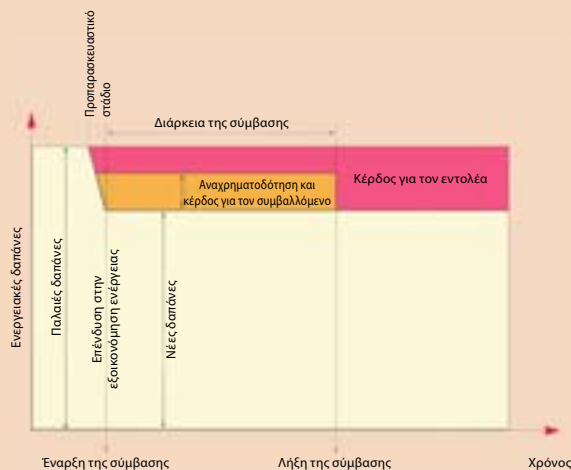 Προπαρασκευαστικό
στάδιο
Διάρκεια της σύμβασης
Αναχρηματοδότηση και
κέρδος για τον συμβαλλόμενο
Κέρδος για τον εντολέα
Ενεργειακές δαπάνες
Παλαιές δαπάνες
Επένδυση στην
εξοικονόμηση ενέργειας
Νέες δαπάνες
Έναρξη της σύμβασης
Λήξη της σύμβασης
Χρόνος